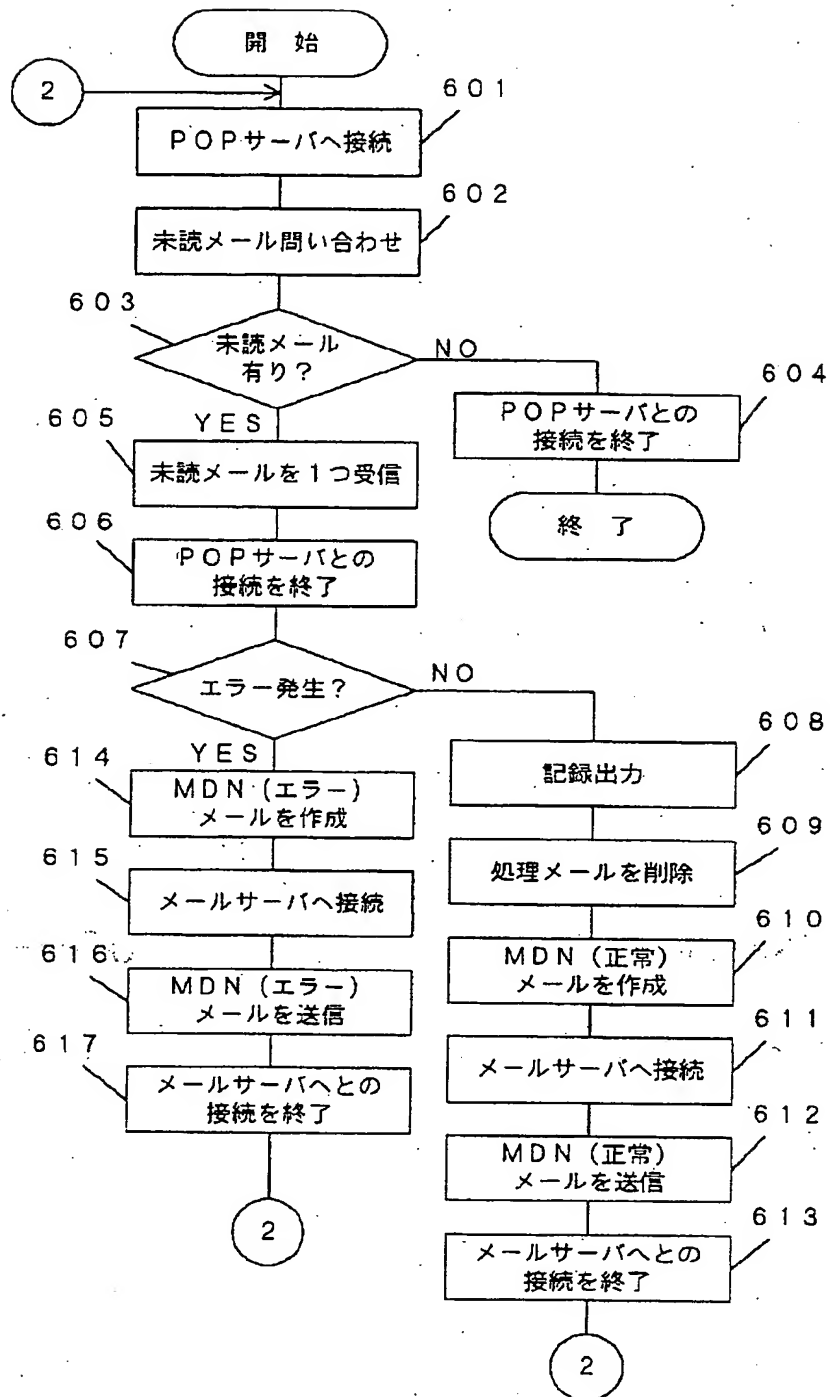 開 始
2
601
POPサーバへ接続
602
未読メール問い合わせ
603
未読メール
有り?
NO
604
POPサーバとの
接続を終了
終 了
YES
605
未読メールを1つ受信
606
POPサーバとの
接続を終了
607
エラー発生?
NO
YES
608
記録出力
609
処理メールを削除
610
MDN(正常)
メールを作成
611
メールサーバへ接続
612
MDN(正常)
メールを送信
613
メールサーバへとの
接続を終了
2
614
MDN(エラー)
メールを作成
615
メールサーバへ接続
616
MDN(エラー)
メールを送信
617
メールサーバへとの
接続を終了
2